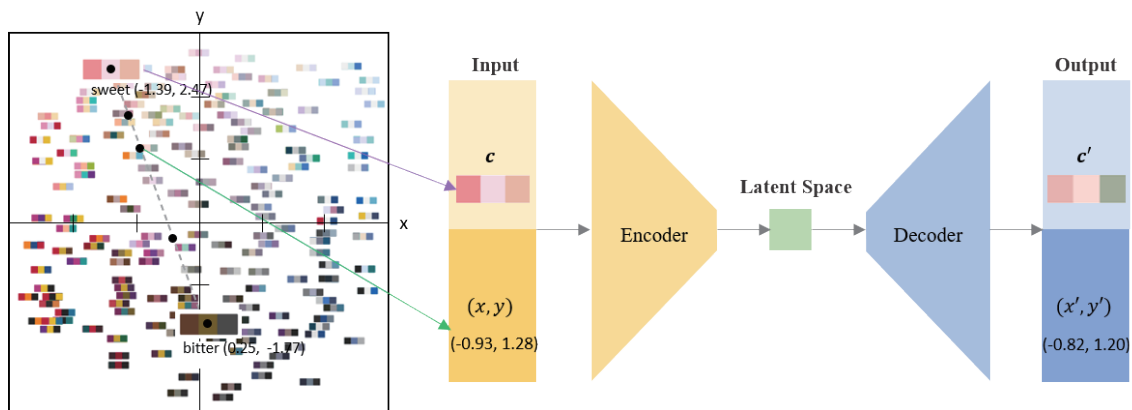 y
sweet (-1.39, 2.47)
x
bitter (0.25, -1.77)
Input
c
(x, y)
(-0.93, 1.28)
Encoder
Latent Space
Decoder
Output
c′
(x′, y′)
(-0.82, 1.20)